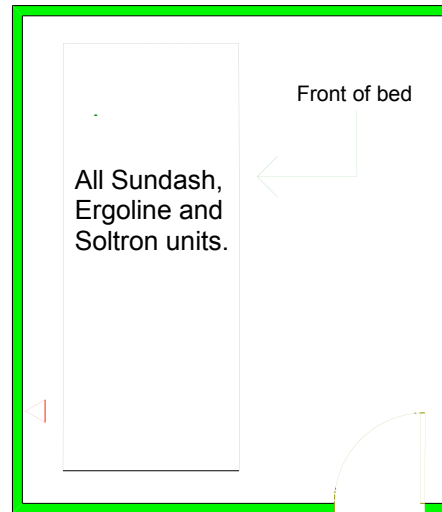 Front of bed
All Sundash,
Ergoline and
Soltron units.